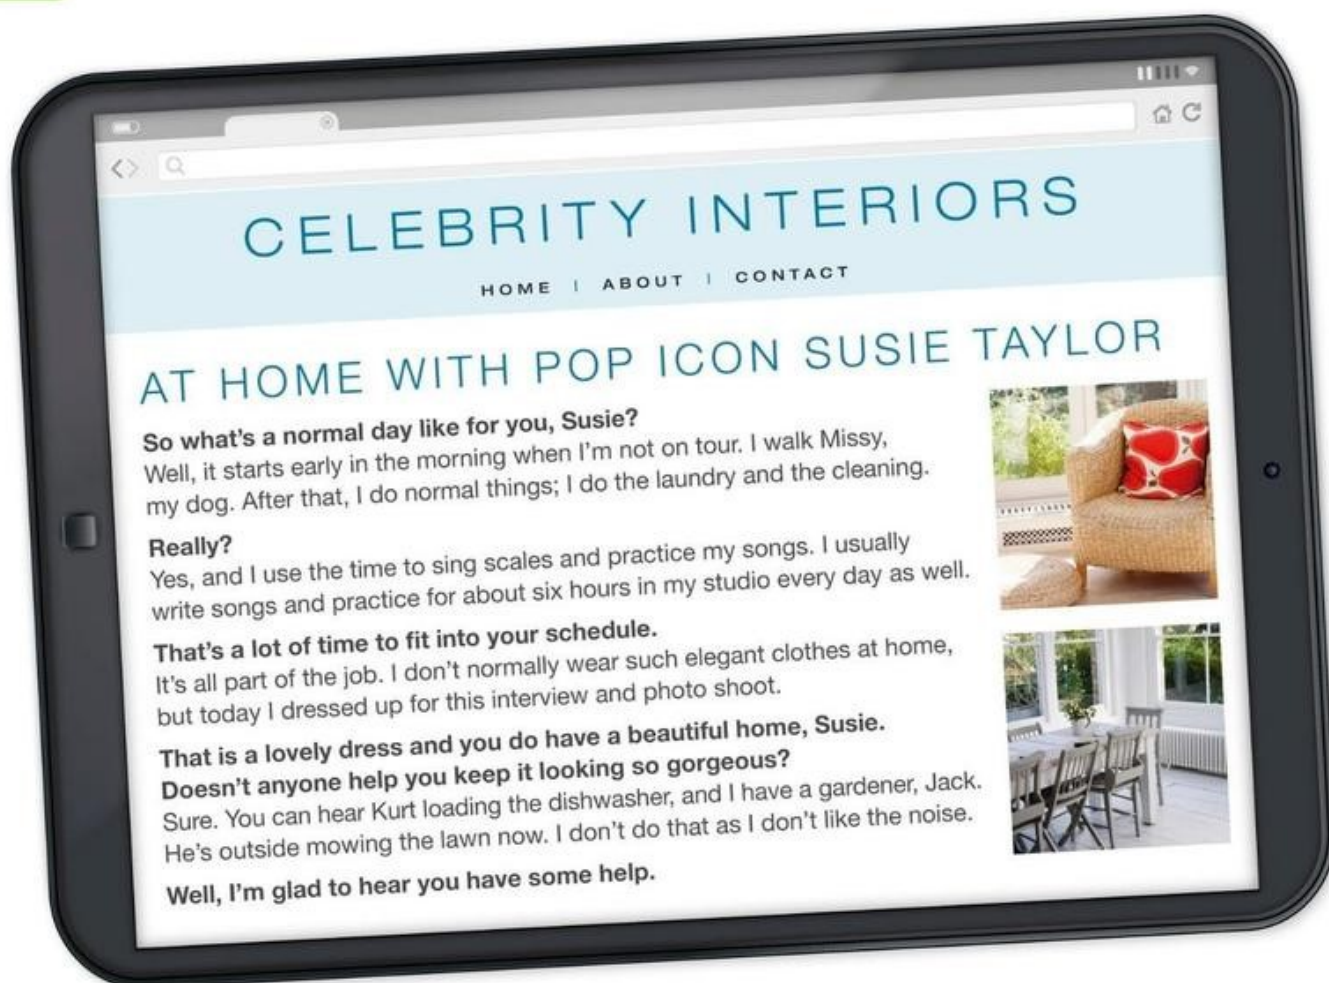 CELEBRITY INTERIORS
HOME | ABOUT | CONTACT
AT HOME WITH POP ICON SUSIE TAYLOR
So what's a normal day like for you, Susie?
Well, it starts early in the morning when I'm not on tour. I walk Missy,
my dog. After that, I do normal things; I do the laundry and the cleaning.
Really?
Yes, and I use the time to sing scales and practice my songs. I usually
write songs and practice for about six hours in my studio every day as well.
That's a lot of time to fit into your schedule.
It's all part of the job. I don't normally wear such elegant clothes at home,
but today I dressed up for this interview and photo shoot.
That is a lovely dress and you do have a beautiful home, Susie.
Doesn't anyone help you keep it looking so gorgeous?
Sure. You can hear Kurt loading the dishwasher, and I have a gardener, Jack.
He's outside mowing the lawn now. I don't do that as I don't like the noise.
Well, I'm glad to hear you have some help.